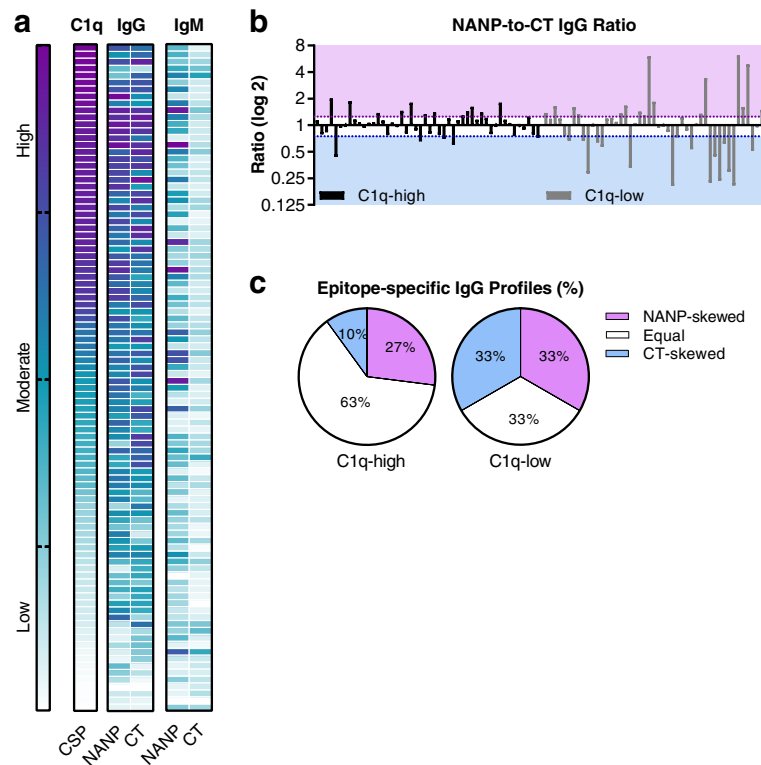 a
C1q IgG IgM
High
Moderate
Low
CSP
NANP
CT
NANP
CT
b
NANP-to-CT IgG Ratio
Ratio (log 2)
8
4
2
1
0.5
0.25
0.125
C1q-high
C1q-low
c
Epitope-specific IgG Profiles (%)
10%
27%
63%
C1q-high
33%
33%
33%
C1q-low
NANP-skewed
Equal
CT-skewed